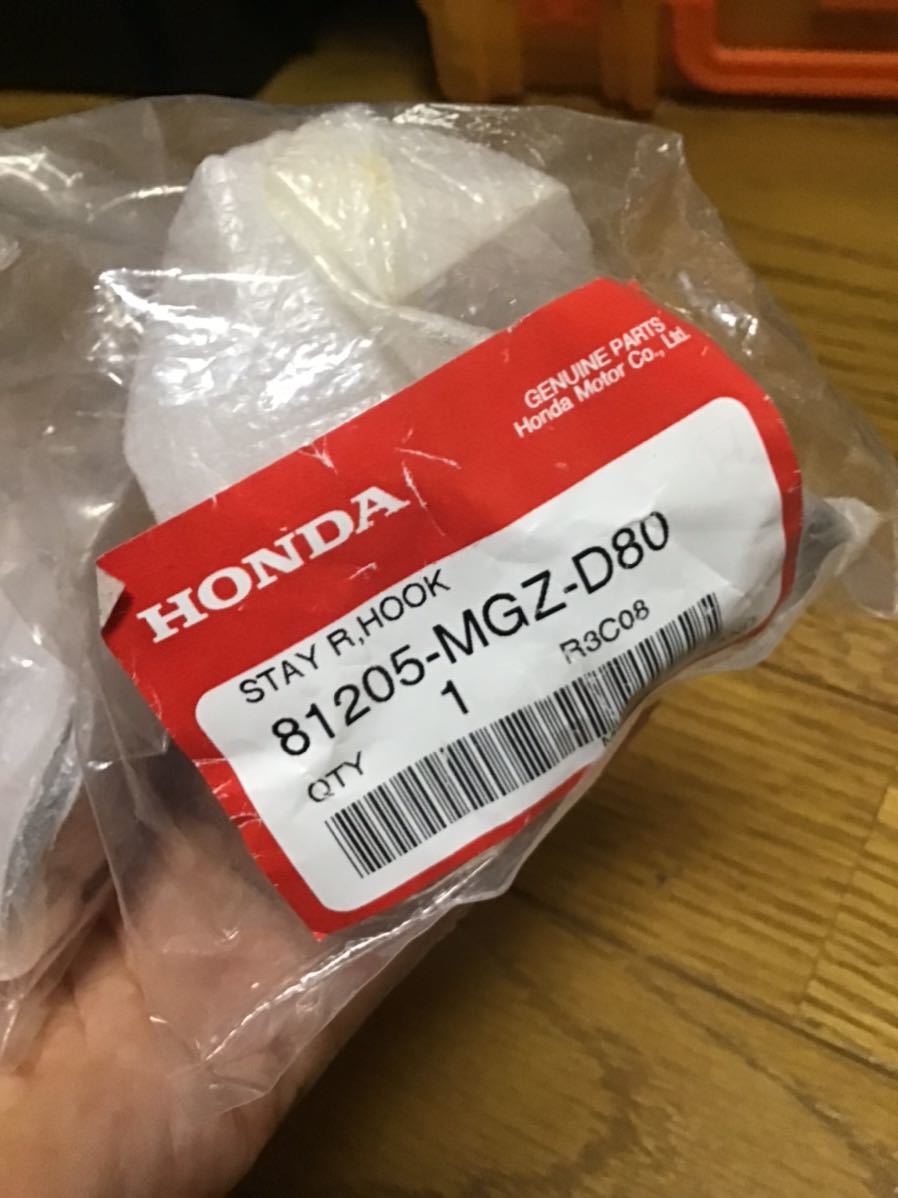 GENUINE PARTS
Honda Motor Co., Ltd.
HONDA
STAY R,HOOK
81205-MGZ-D80
QTY 1 R3C08